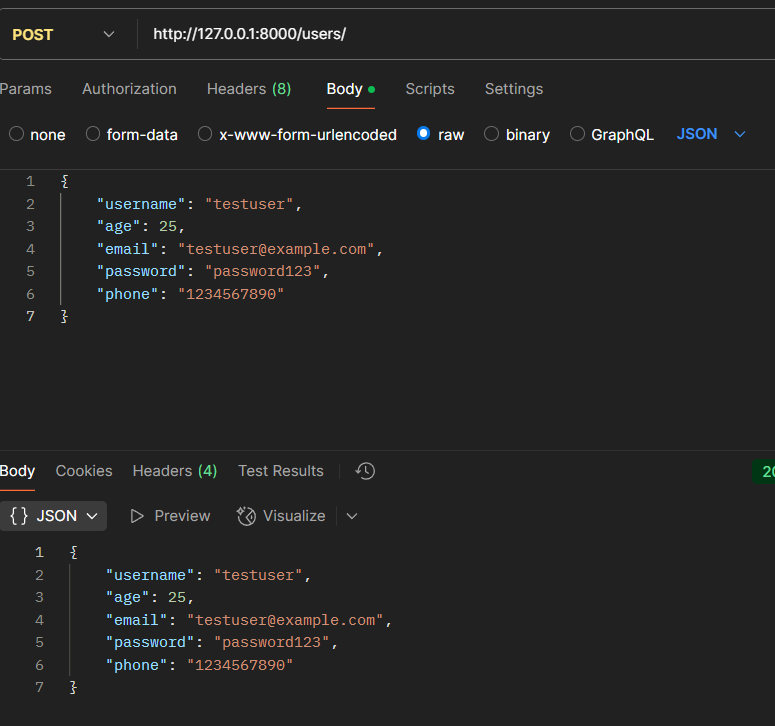 POST http://127.0.0.1:8000/users/
Params Authorization Headers (8) Body Scripts Settings
none form-data x-www-form-urlencoded raw binary GraphQL JSON
1 {
2 "username": "testuser",
3 "age": 25,
4 "email": "testuser@example.com",
5 "password": "password123",
6 "phone": "1234567890"
7 }
Body Cookies Headers (4) Test Results
{} JSON Preview Visualize
1 {
2 "username": "testuser",
3 "age": 25,
4 "email": "testuser@example.com",
5 "password": "password123",
6 "phone": "1234567890"
7 }